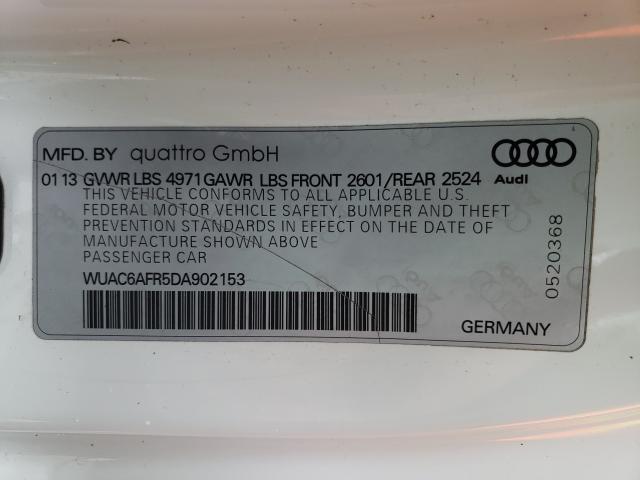 MFD. BY quattro GmbH
01 13 GVWR LBS 4971 GAWR LBS FRONT 2601/REAR 2524
Audi
THIS VEHICLE CONFORMS TO ALL APPLICABLE U.S.
FEDERAL MOTOR VEHICLE SAFETY, BUMPER AND THEFT
PREVENTION STANDARDS IN EFFECT ON THE DATE OF
MANUFACTURE SHOWN ABOVE
PASSENGER CAR
WUAC6AFR5DA902153
GERMANY
0520368